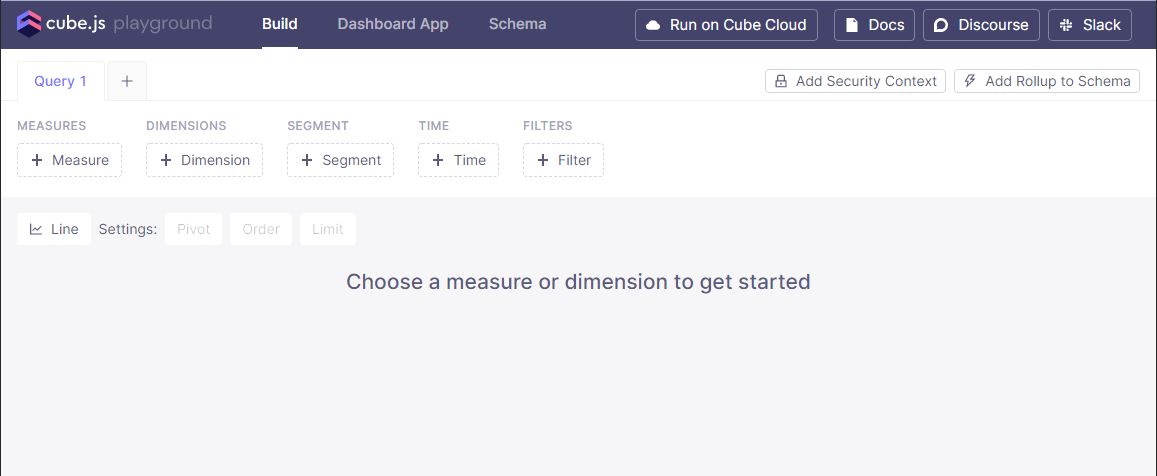 cube.js playground Build Dashboard App Schema Run on Cube Cloud Docs Discourse Slack
Query 1 + Add Security Context Add Rollup to Schema
MEASURES DIMENSIONS SEGMENT TIME FILTERS
+ Measure + Dimension + Segment + Time + Filter
Line Settings: Pivot Order Limit
Choose a measure or dimension to get started